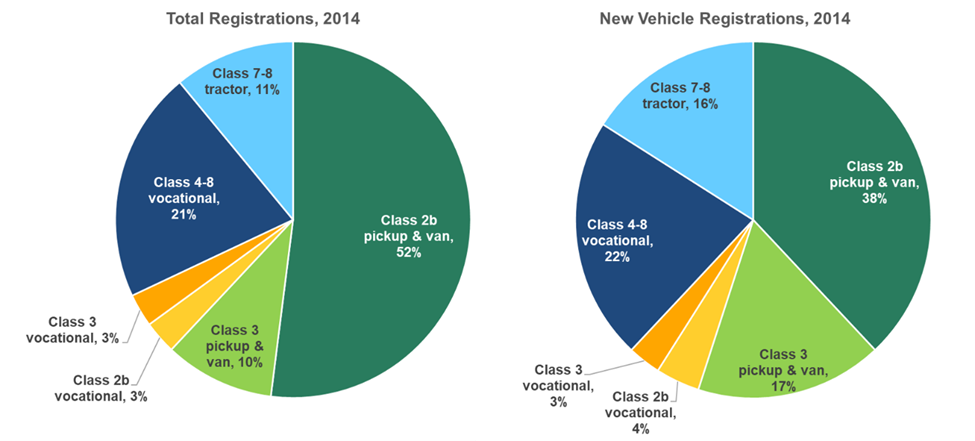 Total Registrations, 2014
Class 7-8
tractor, 11%
Class 4-8
vocational,
21%
Class 2b
pickup & van,
52%
Class 3
vocational, 3%
Class 3
pickup &
van, 10%
Class 2b
vocational, 3%
New Vehicle Registrations, 2014
Class 7-8
tractor, 16%
Class 2b
pickup & van,
38%
Class 4-8
vocational,
22%
Class 3
pickup & van,
17%
Class 3
vocational,
3%
Class 2b
vocational,
4%